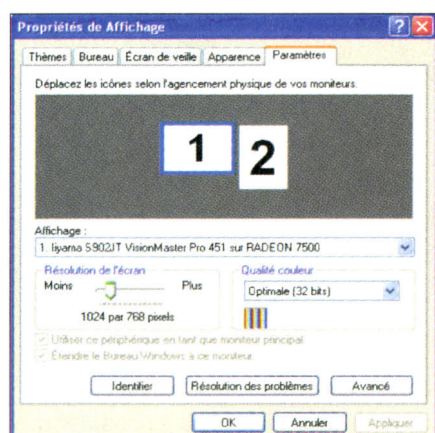 Propriétés de Affichage
Thèmes Bureau Écran de veille Apparence Paramètres
Déplacez les icônes selon l'agencement physique de vos moniteurs.
1 2
Affichage :
1. Iiyama S902JT VisionMaster Pro 451 sur RADEON 7500
Résolution de l'écran Qualité couleur
Moins Plus Optimale (32 bits)
1024 par 768 pixels
Utiliser ce périphérique en tant que moniteur principal.
Étendre le Bureau Windows à ce moniteur.
Identifier Résolution des problèmes Avancé
OK Annuler Appliquer